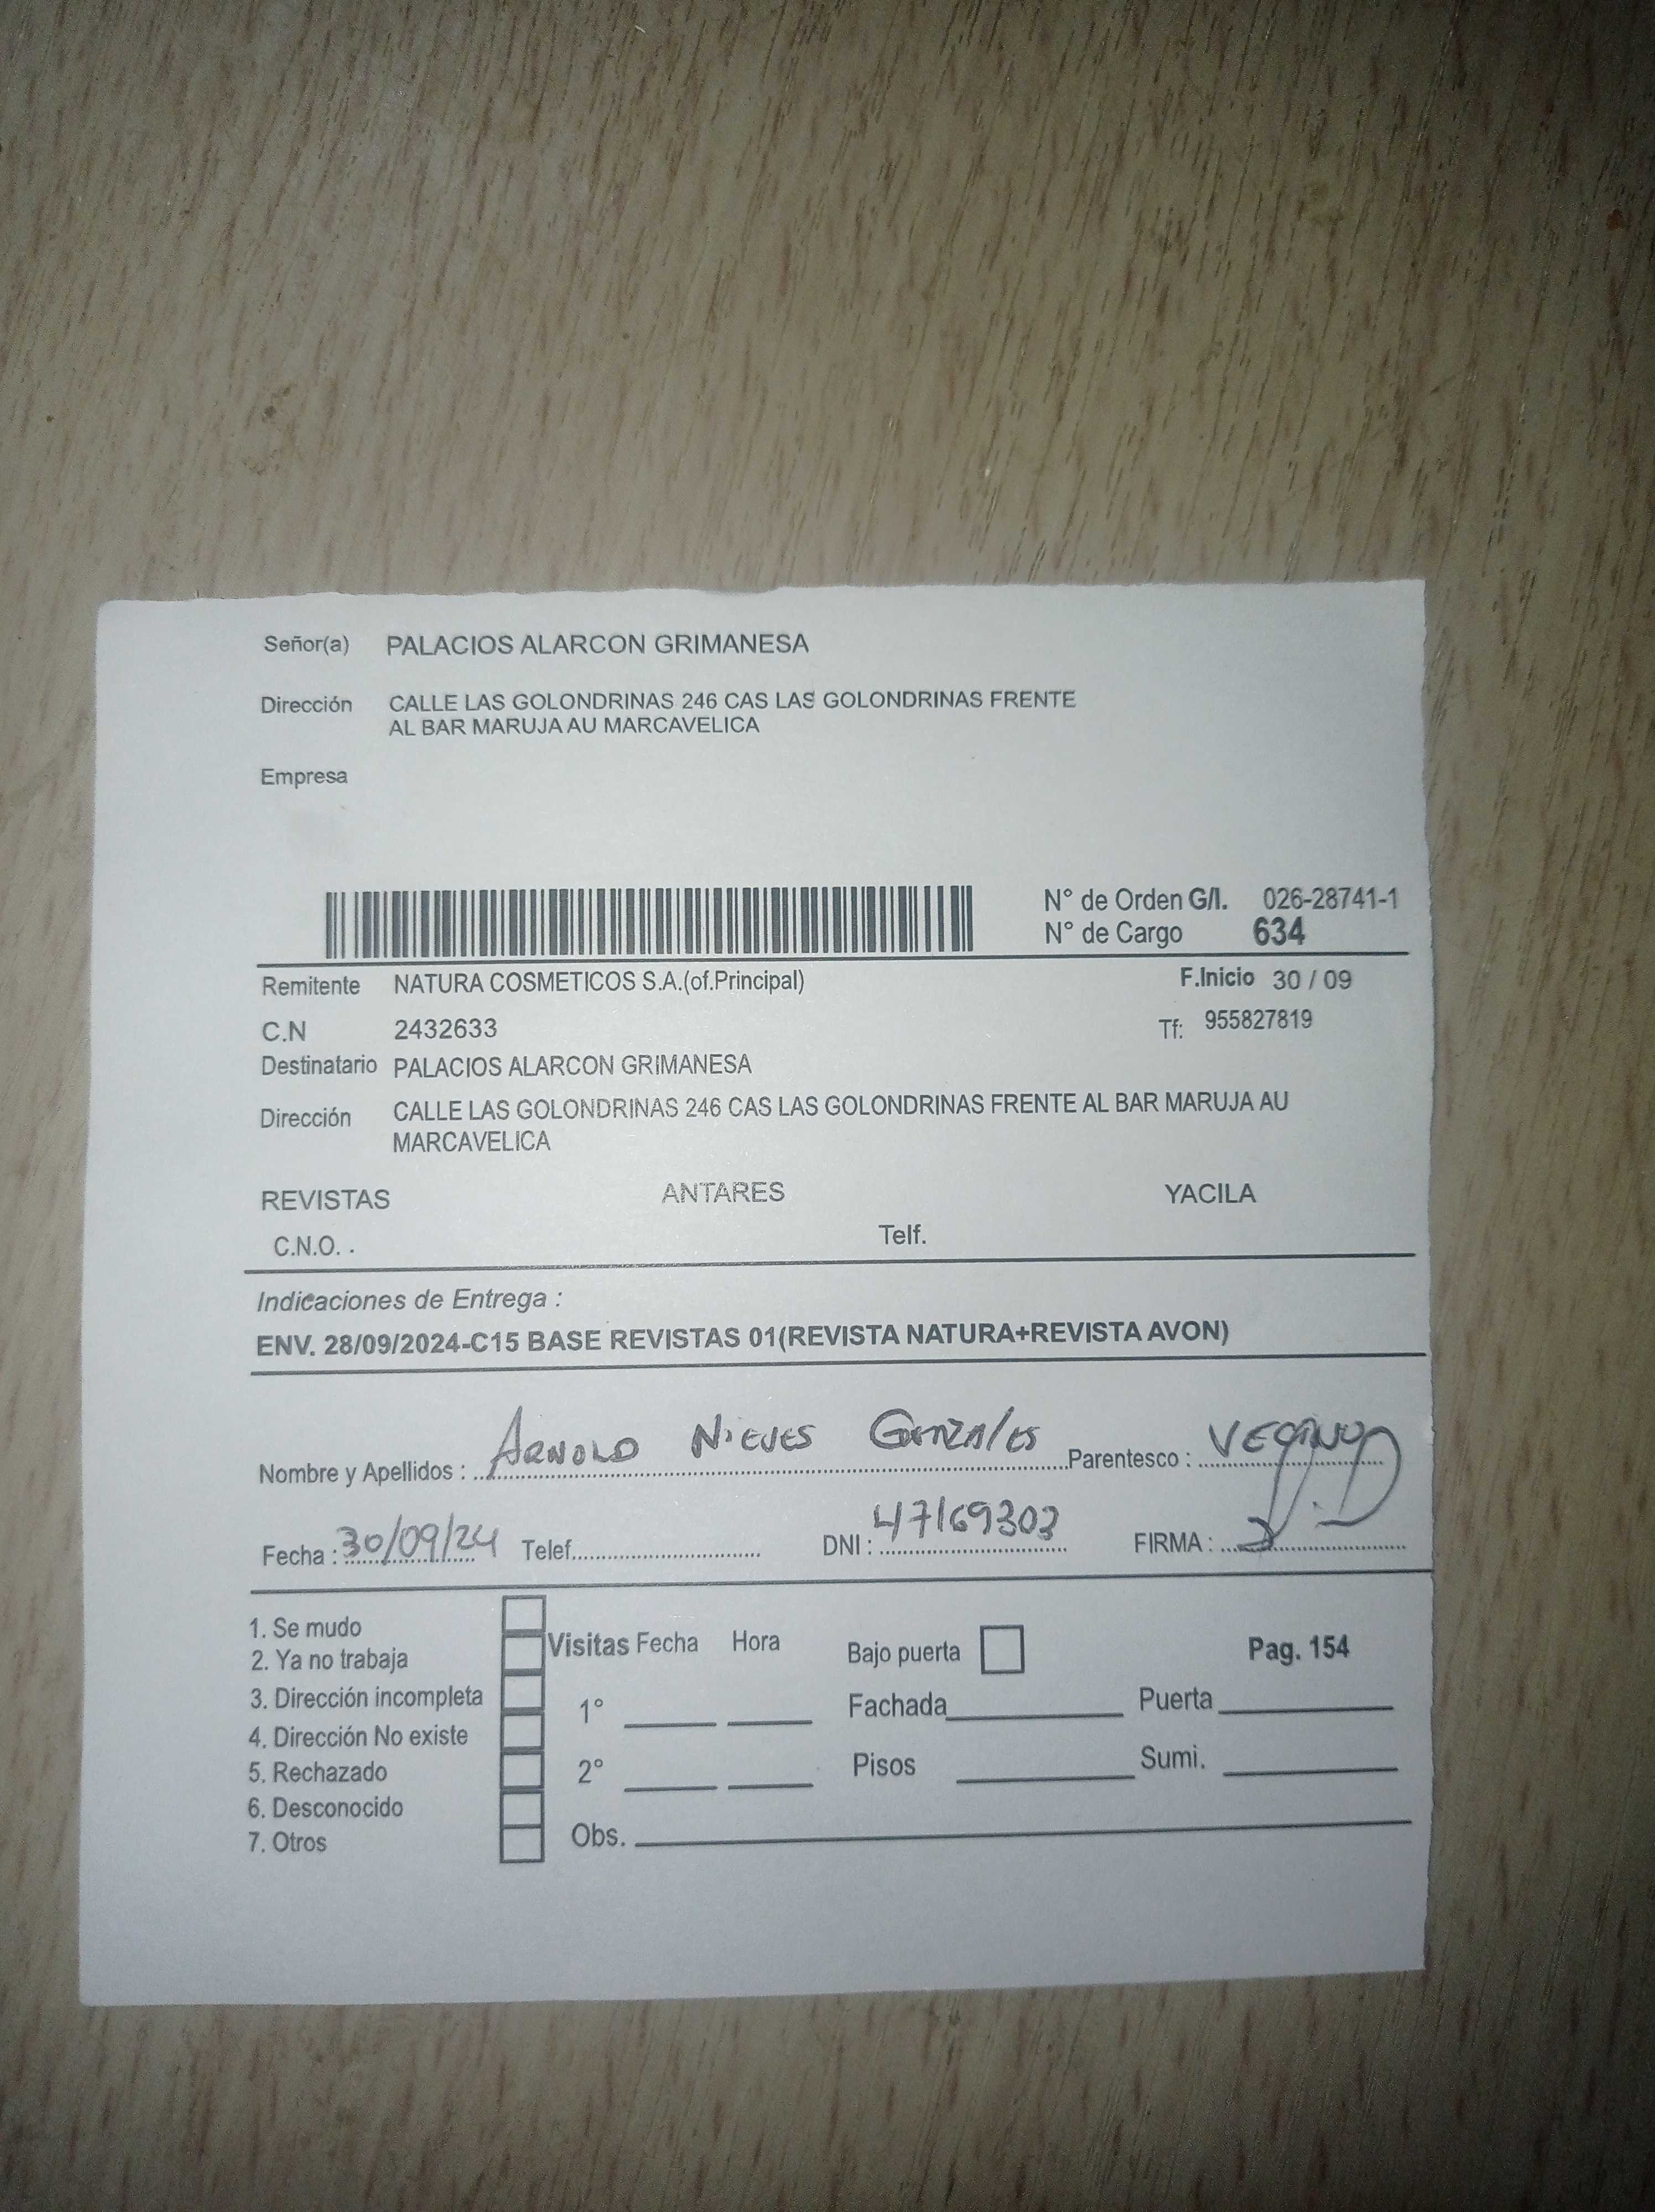 Señor(a) PALACIOS ALARCON GRIMANESA
Dirección CALLE LAS GOLONDRINAS 246 CAS LAS GOLONDRINAS FRENTE
AL BAR MARUJA AU MARCAVELICA
Empresa
N° de Orden G/I. 026-28741-1
N° de Cargo 634
Remitente NATURA COSMETICOS S.A.(of.Principal) F.Inicio 30 / 09
C.N 2432633 Tf: 955827819
Destinatario PALACIOS ALARCON GRIMANESA
Dirección CALLE LAS GOLONDRINAS 246 CAS LAS GOLONDRINAS FRENTE AL BAR MARUJA AU
MARCAVELICA
REVISTAS ANTARES YACILA
C.N.O. . Telf.
Indicaciones de Entrega :
ENV. 28/09/2024-C15 BASE REVISTAS 01(REVISTA NATURA+REVISTA AVON)
Nombre y Apellidos : ARNOLD NIEVES GONZALES Parentesco : VECINO
Fecha : 30/09/24 Telef. DNI : 47169303 FIRMA :
1. Se mudo
2. Ya no trabaja Visitas Fecha Hora Bajo puerta Pag. 154
3. Dirección incompleta 1° Fachada Puerta
4. Dirección No existe
5. Rechazado 2° Pisos Sumi.
6. Desconocido
7. Otros Obs.